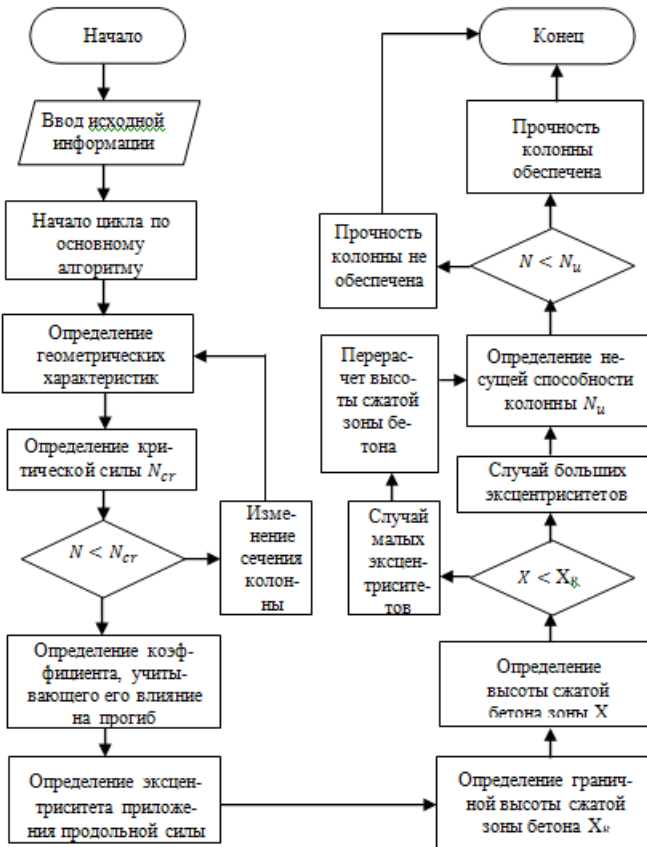 Начало
Ввод исходной
информации
Начало цикла по
основному
алгоритму
Определение
геометрических
характеристик
Определение кри-
тической силы N_cr
N < N_cr
Изме-
нение
сечения
колон-
ны
Определение коэф-
фициента, учиты-
вающего его влияние
на прогиб
Определение эксцен-
триситета приложе-
ния продольной силы
Определение гранич-
ной высоты сжатой
зоны бетона X_R
Определение
высоты сжатой
бетона зоны X
X < X_R
Случай
малых эксцен-
триситe-
тов
Перерас-
чет высо-
ты сжатой
зоны бе-
тона
Случай больших
эксцентриситетов
Определение не-
сущей способности
колонны N_u
N < N_u
Прочность
колонны не
обеспечена
Прочность
колонны
обеспечена
Конец